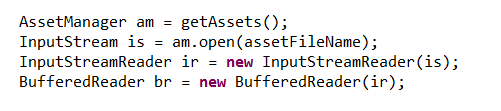 AssetManager am = getAssets();
InputStream is = am.open(assetFileName);
InputStreamReader ir = new InputStreamReader(is);
BufferedReader br = new BufferedReader(ir);